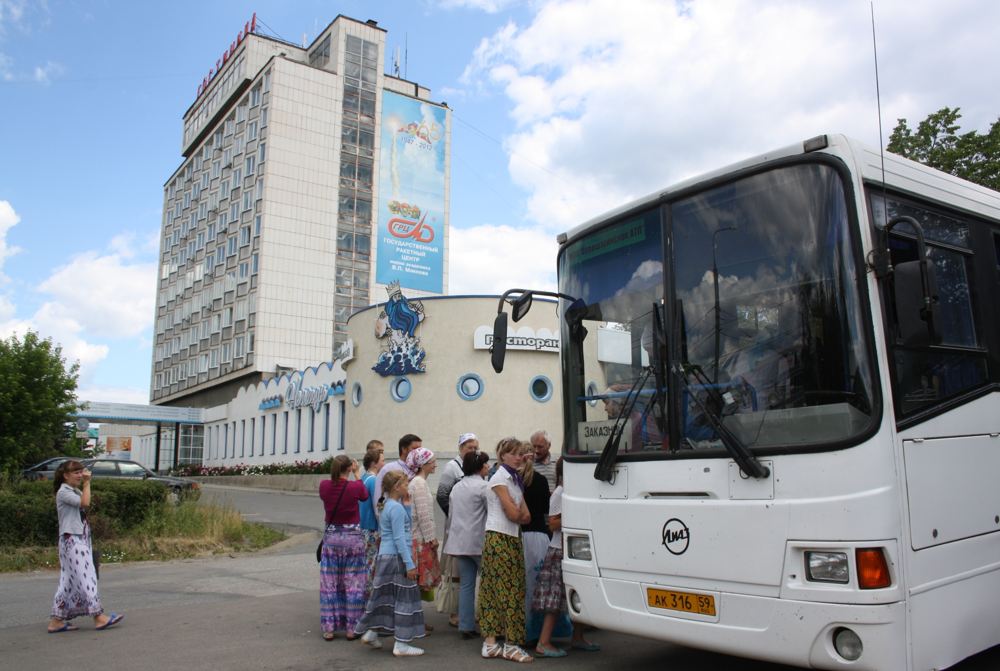 ГОСТИНИЦА
65
1947 - 2012
ГРЦ
®
ГОСУДАРСТВЕННЫЙ
РАКЕТНЫЙ
ЦЕНТР
имени академика
В.П. Макеева
Ресторан
Нептун
МУП "Верещагинское АТП"
ЗАКАЗНОЙ
ЛИАЗ
АК 316 59
RUS